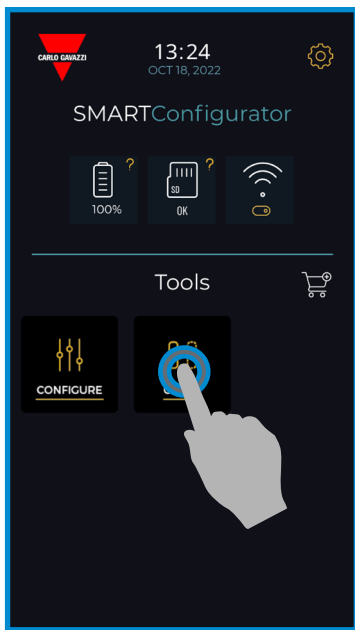 CARLO GAVAZZI
13:24
OCT 18, 2022
SMARTConfigurator
?
?
SD
100%
OK
Tools
CONFIGURE